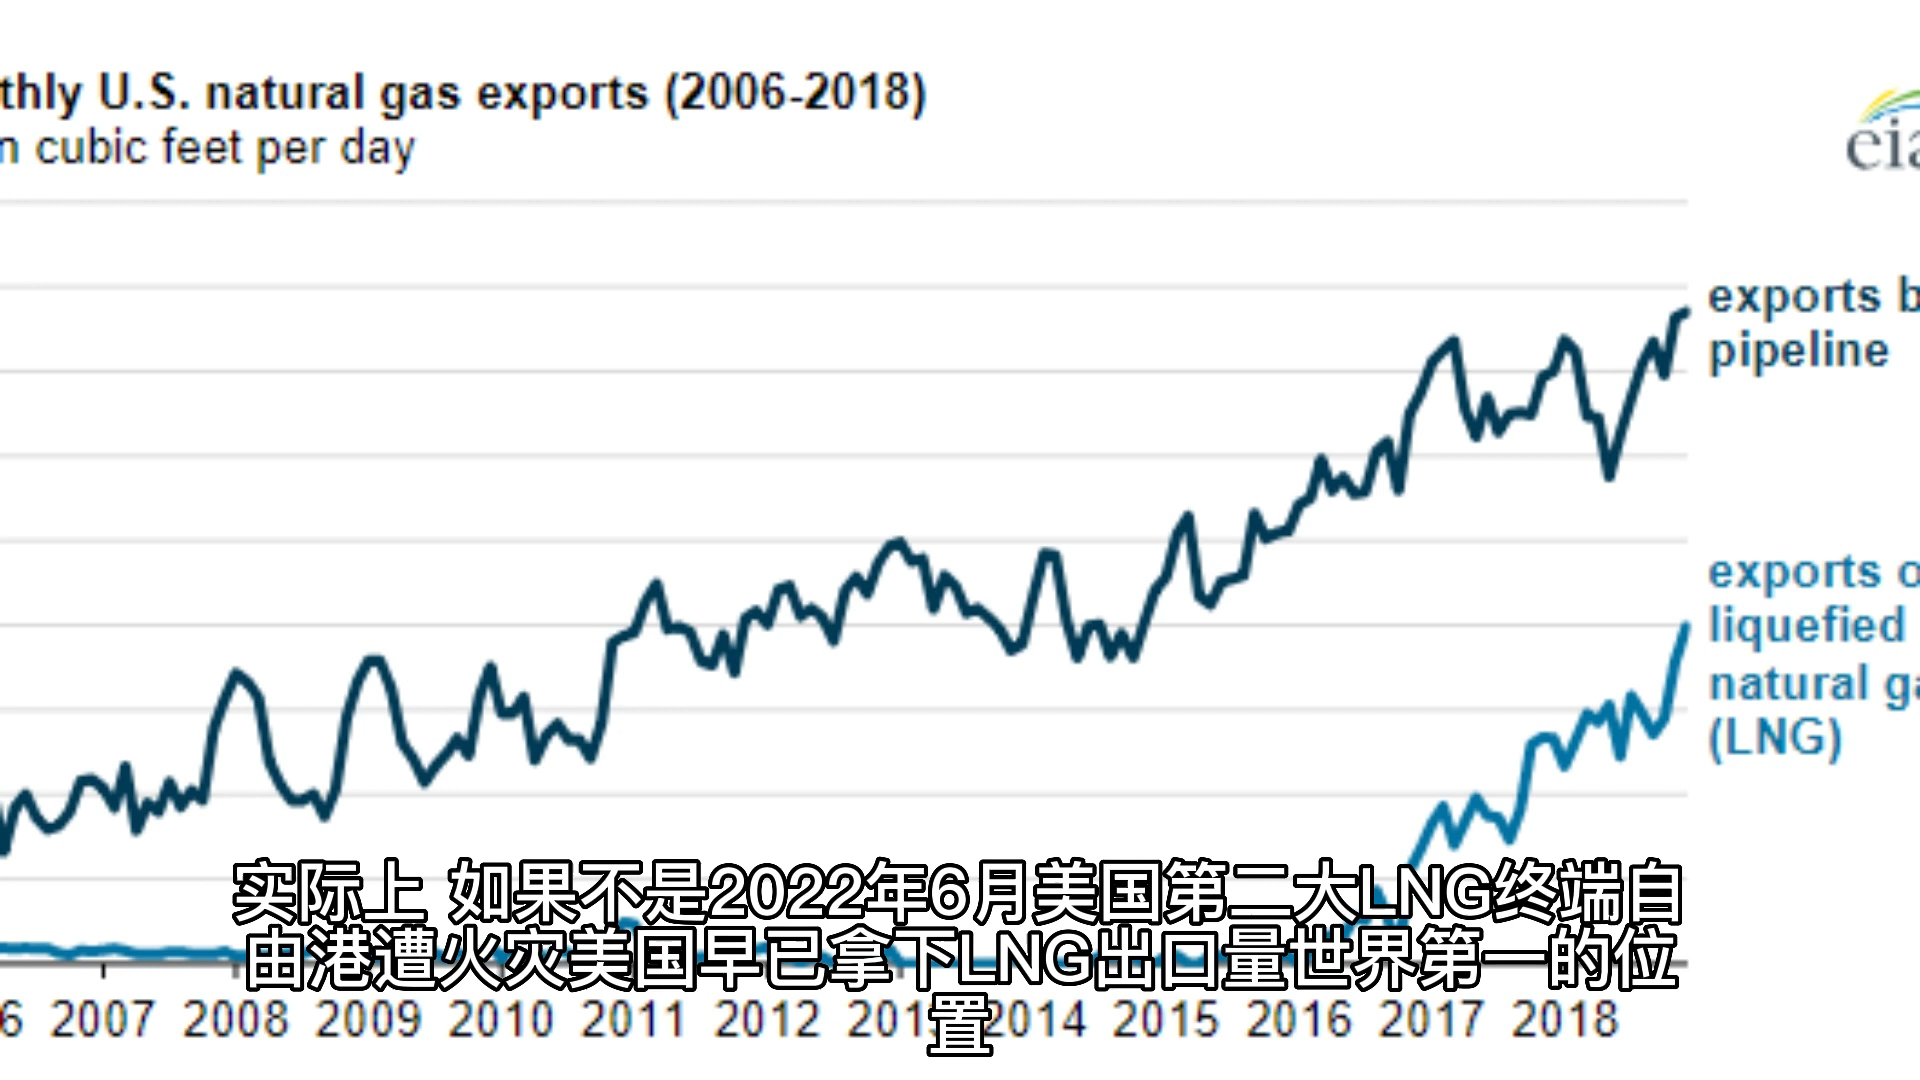 thly U.S. natural gas exports (2006-2018)
n cubic feet per day
eia
exports b
pipeline
exports o
liquefied
natural ga
(LNG)
实际上 如果不是2022年6月美国第二大LNG终端自
由港遭火灾美国早已拿下LNG出口量世界第一的位
置
6 2007 2008 2009 2010 2011 2012 2013 2014 2015 2016 2017 2018